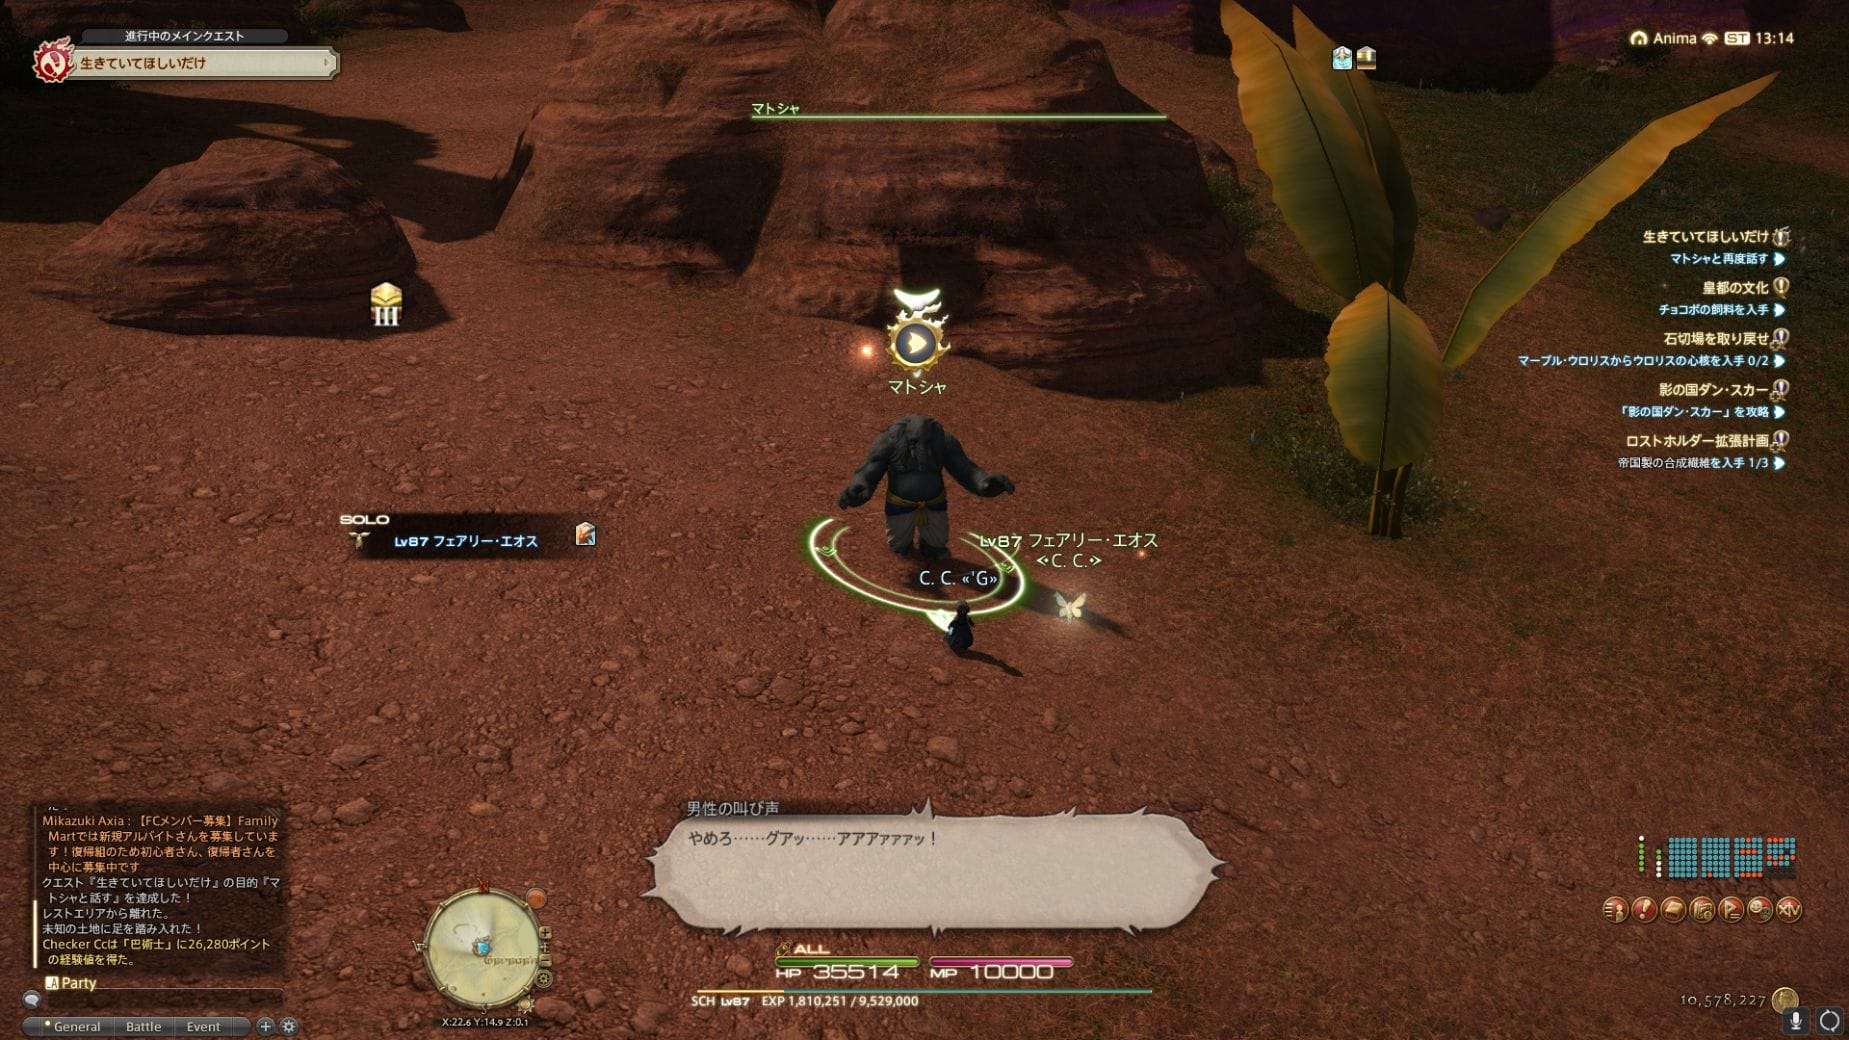 進行中のメインクエスト
生きていてほしいだけ
マトシャ
Anima ST 13:14
生きていてほしいだけ
マトシャと再度話す
皇都の文化
チョコボの飼料を入手
石切場を取り戻せ
マーブル・ウロリスからウロリスの心核を入手 0/2
影の国ダン・スカー
「影の国ダン・スカー」を攻略
ロストホルダー拡張計画
帝国製の合成繊維を入手 1/3
III
マトシャ
SOLO
Lv87 フェアリー・エオス
Lv87 フェアリー・エオス
«C. C.»
C. C. «'G»
男性の叫び声
やめろ……グアッ……アアアァァァッ！
Mikazuki Axia : 【FCメンバー募集】Family
Martでは新規アルバイトさんを募集していま
す！復帰組のため初心者さん、復帰者さんを
中心に募集中です
クエスト『生きていてほしいだけ』の目的『マ
トシャと話す』を達成した！
レストエリアから離れた。
未知の土地に足を踏み入れた！
Checker Ccは「巴術士」に26,280ポイント
の経験値を得た。
Party
General Battle Event
X:22.6 Y:14.9 Z:0.1
ALL
HP 35514 MP 10000
SCH Lv87 EXP 1,810,251 / 9,529,000
XIV
10,578,227